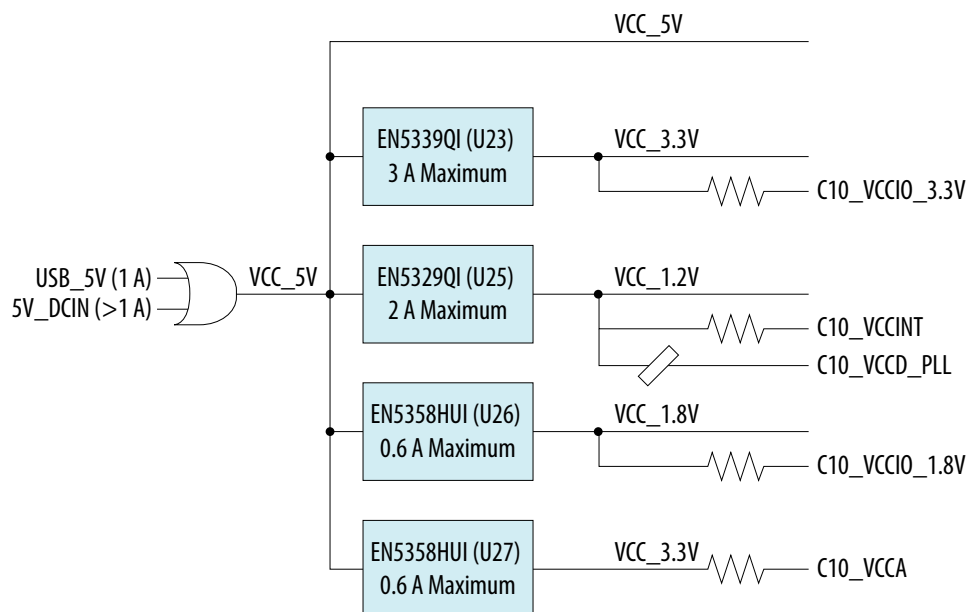 VCC_5V
EN5339QI (U23)
3 A Maximum
VCC_3.3V
C10_VCCIO_3.3V
USB_5V (1 A)
5V_DCIN (>1 A)
VCC_5V
EN5329QI (U25)
2 A Maximum
VCC_1.2V
C10_VCCINT
C10_VCCD_PLL
EN5358HUI (U26)
0.6 A Maximum
VCC_1.8V
C10_VCCIO_1.8V
EN5358HUI (U27)
0.6 A Maximum
VCC_3.3V
C10_VCCA